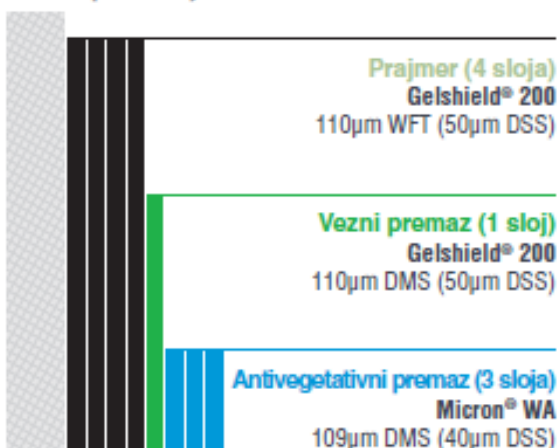 Prajmer (4 sloja)
Gelshield® 200
110µm WFT (50µm DSS)
Vezni premaz (1 sloj)
Gelshield® 200
110µm DMS (50µm DSS)
Antivegetativni premaz (3 sloja)
Micron® WA
109µm DMS (40µm DSS)